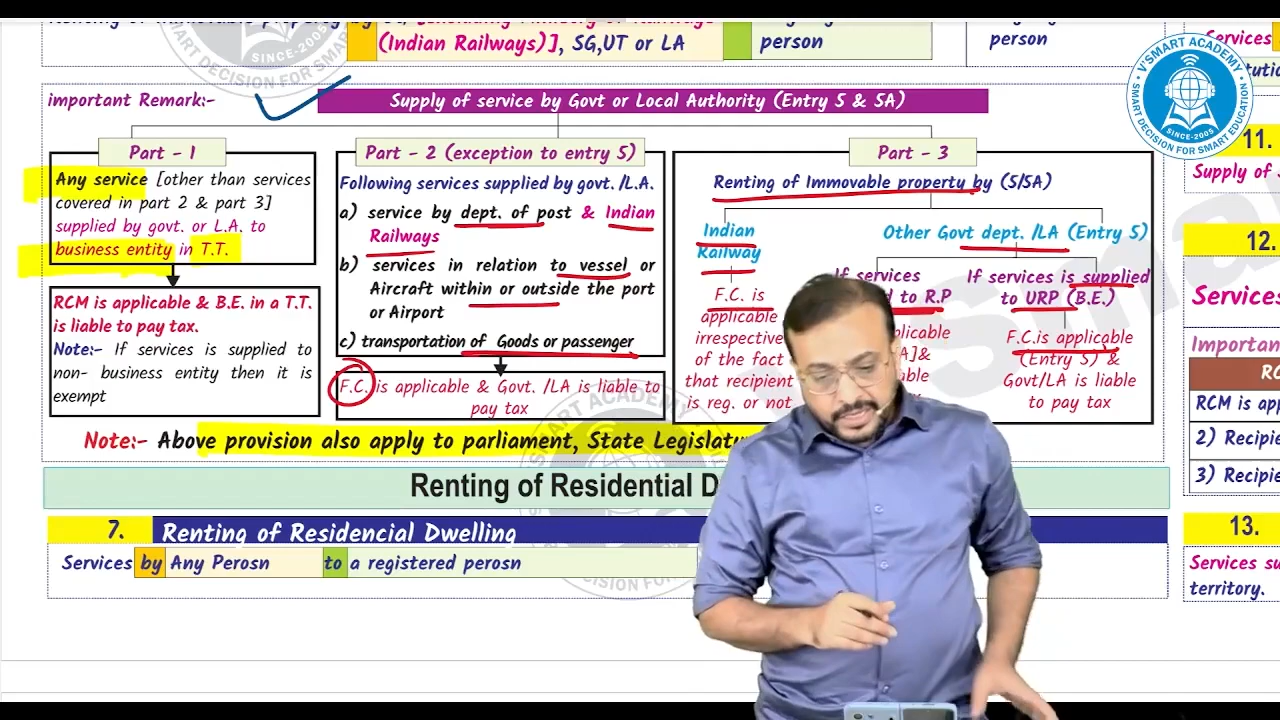 (Indian Railways)], SG,UT or LA
person
person
Services
important Remark:-
Supply of service by Govt or Local Authority (Entry 5 & 5A)
V'SMART ACADEMY
SMART DECISION FOR SMART EDUCATION
SINCE-2005
Part - 1
Any service [other than services
covered in part 2 & part 3]
supplied by govt. or L.A. to
business entity in T.T.
RCM is applicable & B.E. in a T.T.
is liable to pay tax.
Note:- If services is supplied to
non- business entity then it is
exempt
Part - 2 (exception to entry 5)
Following services supplied by govt. /L.A.
a) service by dept. of post & Indian
Railways
b) services in relation to vessel or
Aircraft within or outside the port
or Airport
c) transportation of Goods or passenger
F.C. is applicable & Govt. /LA is liable to
pay tax
Part - 3
Renting of Immovable property by (5/5A)
Indian
Railway
F.C. is
applicable
irrespective
of the fact
that recipient
is reg. or not
Other Govt dept. /LA (Entry 5)
If services
to R.P
If services is supplied
to URP (B.E.)
F.C.is applicable
(Entry 5) &
Govt/LA is liable
to pay tax
Note:- Above provision also apply to parliament, State
Renting of Residential
7. Renting of Residencial Dwelling
Services by Any Perosn to a registered perosn
11.
Supply of
12.
Services
Important
RCM is
2)
3)
13.
Services
territory.